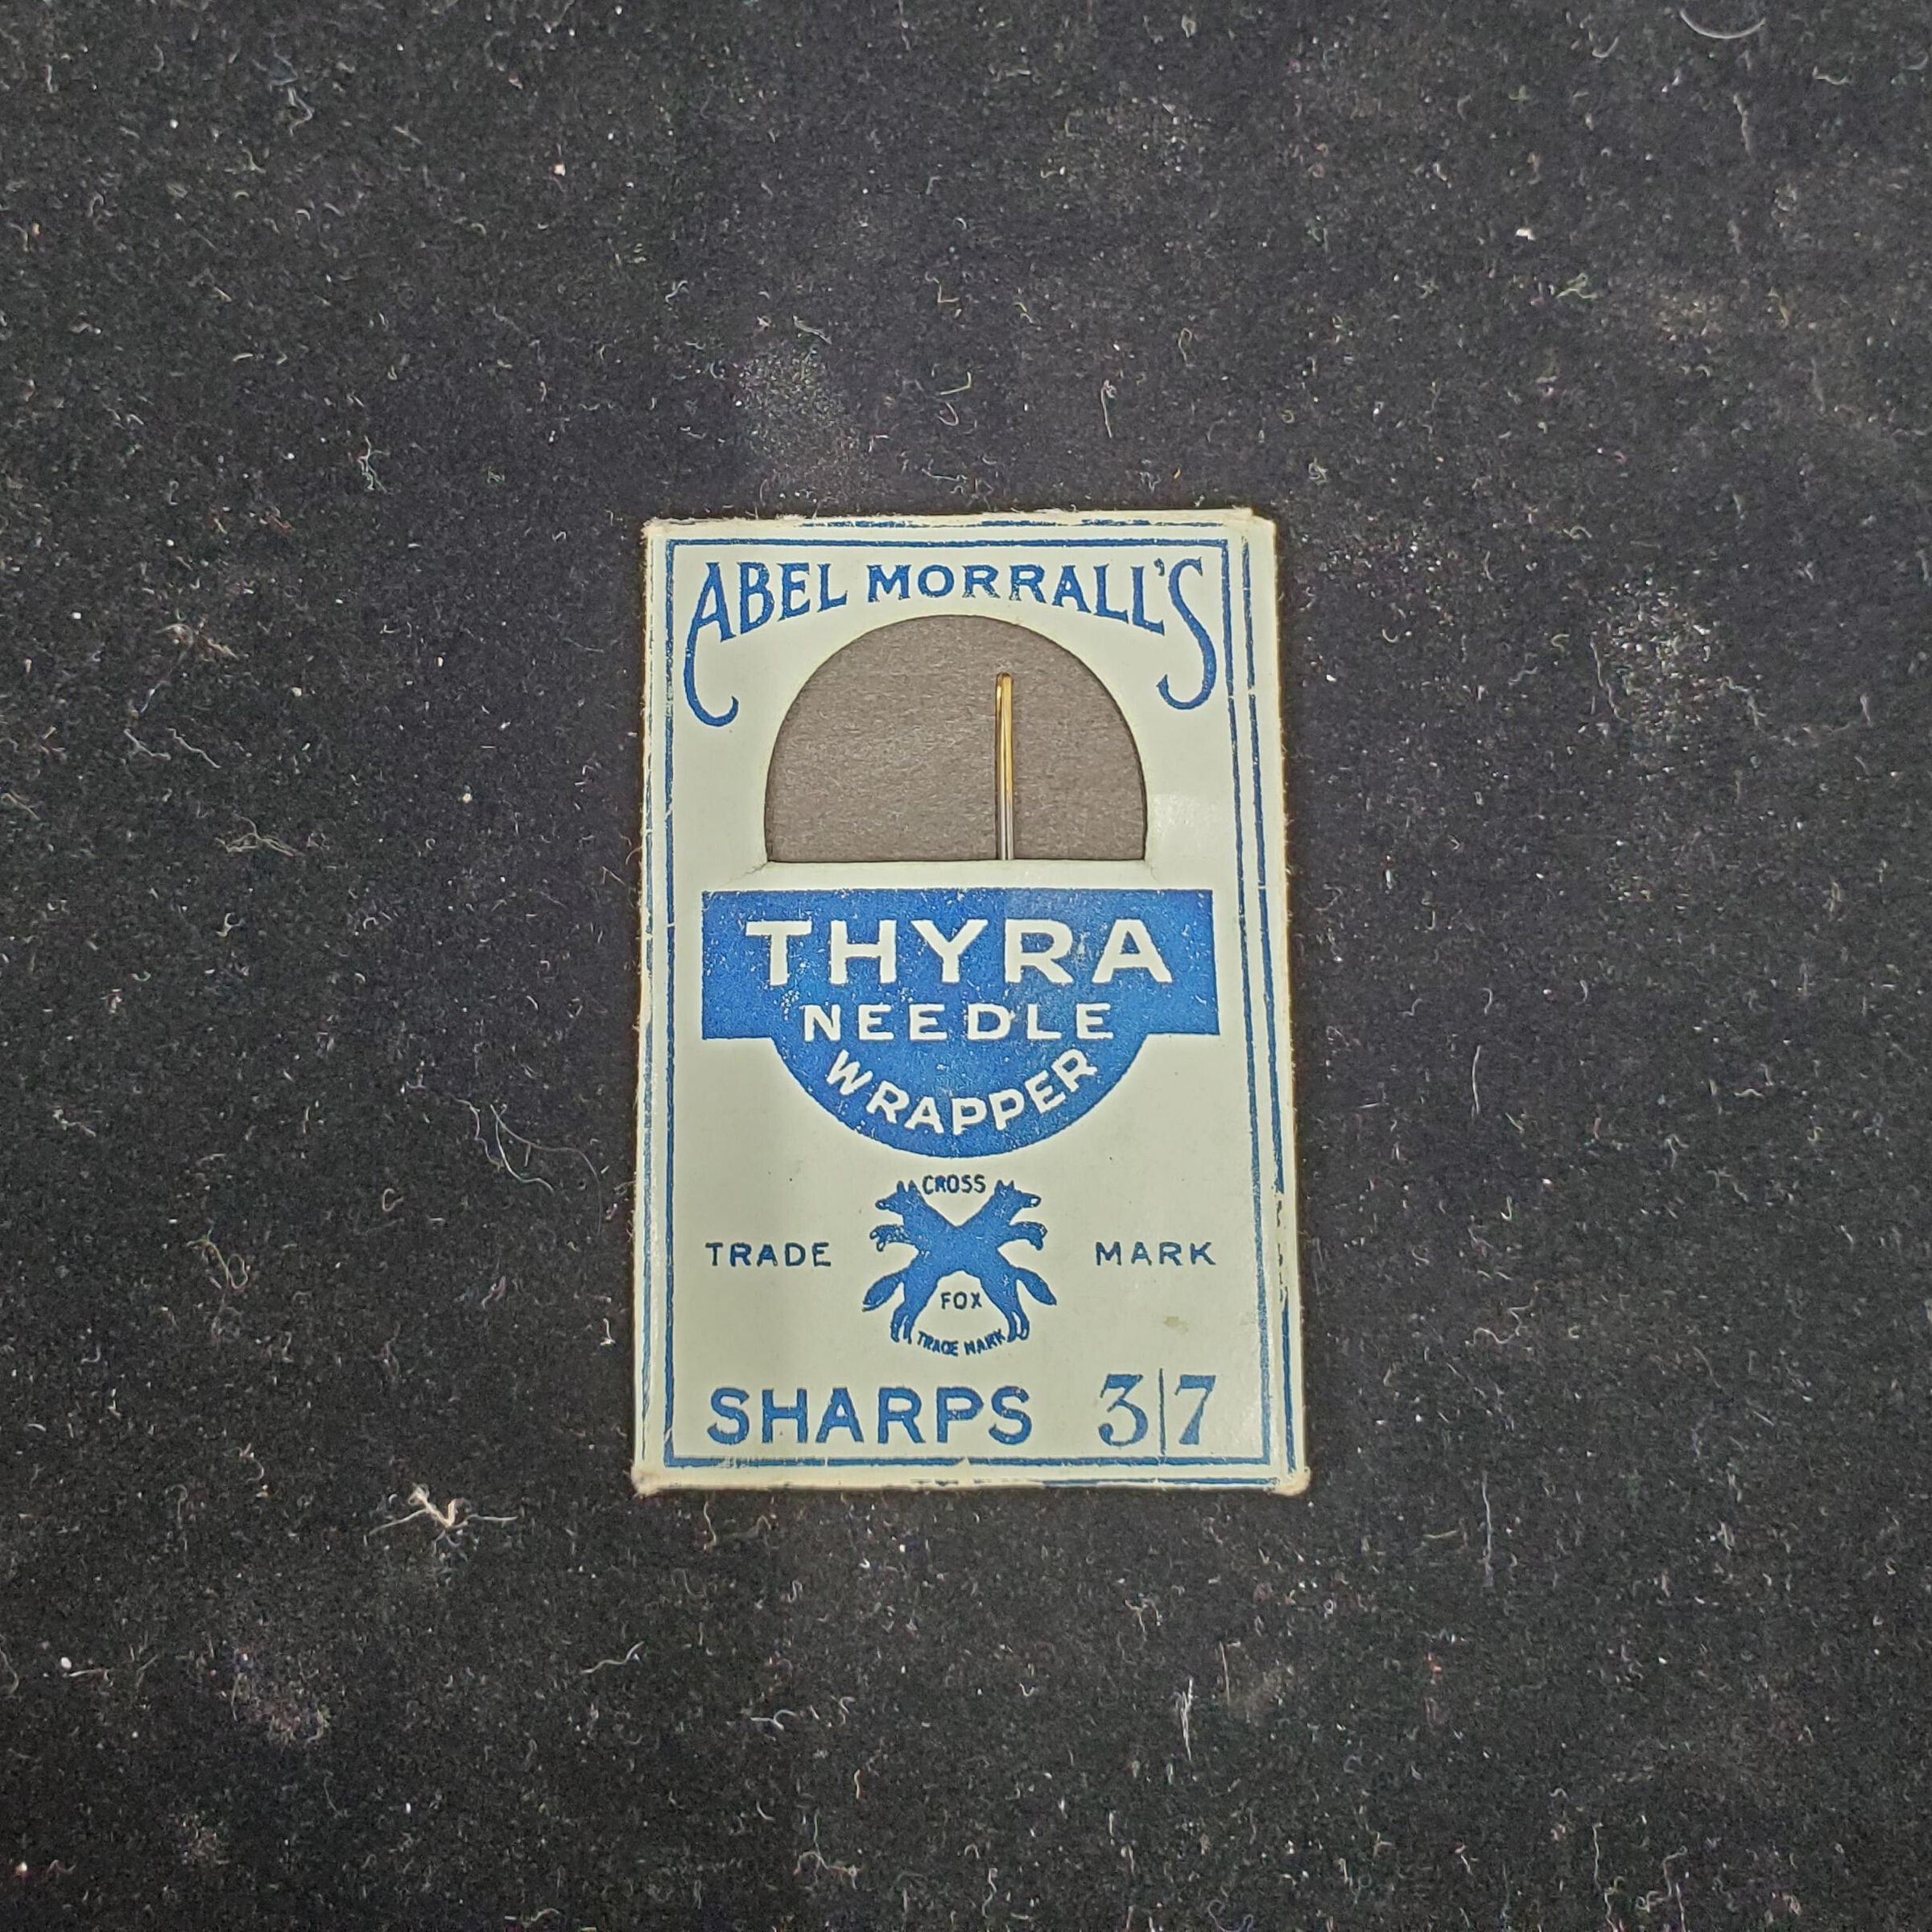 ABEL MORRALL'S
THYRA
NEEDLE
WRAPPER
CROSS
TRADE MARK
FOX
TRADE MARK
SHARPS 3|7